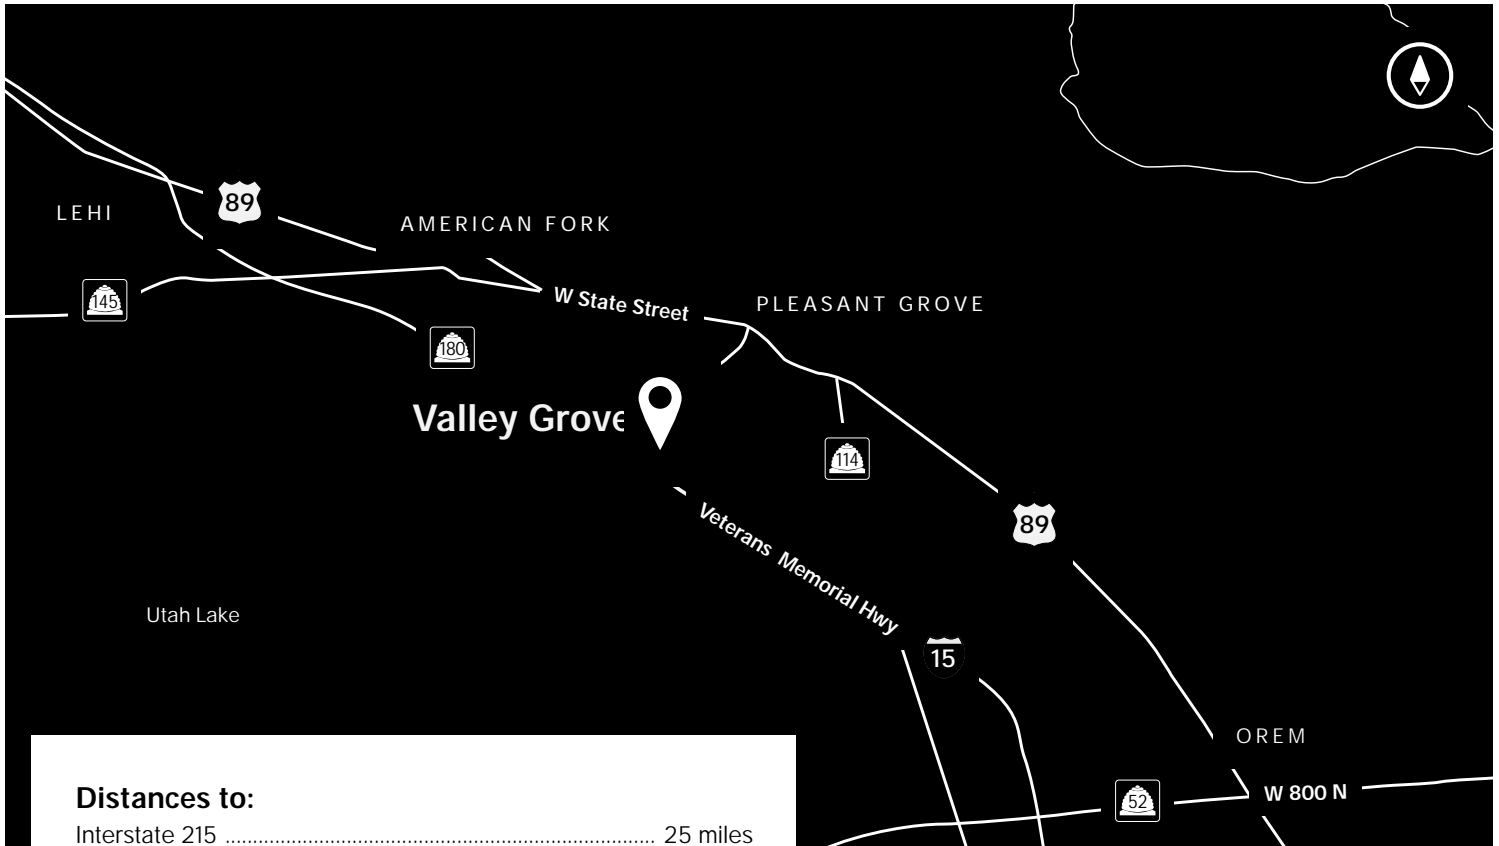 89
LEHI
AMERICAN FORK
145
W State Street
PLEASANT GROVE
180
Valley Grove
114
Veterans Memorial Hwy
89
Utah Lake
15
OREM
52
W 800 N
Distances to:
Interstate 215 ............................................................................... 25 miles